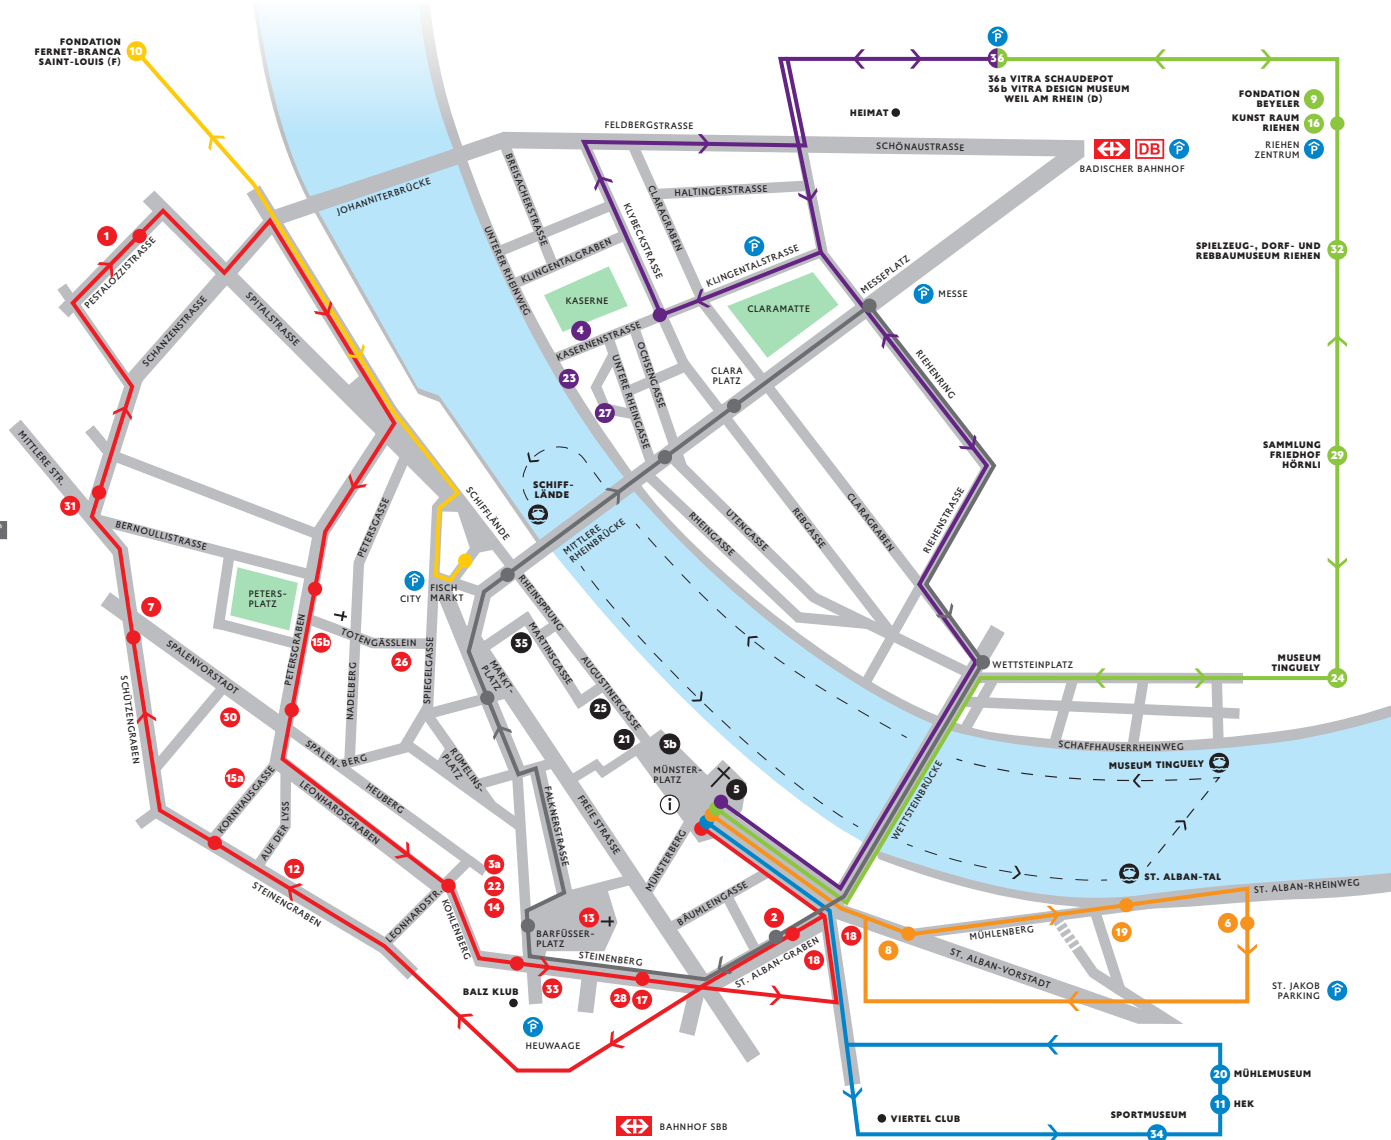 FONDATION
FERNET-BRANCA
SAINT-LOUIS (F)
10
P
36
36a VITRA SCHAUDEPOT
36b VITRA DESIGN MUSEUM
WEIL AM RHEIN (D)
HEIMAT
FONDATION
BEYELER
9
KUNST RAUM
RIEHEN
16
RIEHEN
ZENTRUM
P
FELDBERGSTRASSE
SCHÖNAUSTRASSE
DB
P
BADISCHER BAHNHOF
JOHANNITERBRÜCKE
BREISACHERSTRASSE
UNTERER RHEINWEG
KLINGENTALGRABEN
KLYBECKSTRASSE
CLARAGRABEN
HALTINGERSTRASSE
P
KLINGENTALSTRASSE
MESSEPLATZ
P
MESSE
SPIELZEUG-, DORF- UND
REBBAUMUSEUM RIEHEN
32
1
PESTALOZZISTRASSE
SCHANZENSTRASSE
SPITALSTRASSE
KASERNE
4
KASERNENSTRASSE
CLARAMATTE
23
27
UNTERE RHEINGASSE
OCHSENGASSE
CLARA
PLATZ
RIEHENRING
SAMMLUNG
FRIEDHOF
HÖRNLI
29
MITTLERE STR.
31
BERNOULLISTRASSE
PETERSGASSE
SCHIFFLÄNDE
SCHIFF-
LÄNDE
MITTLERE
RHEINBRÜCKE
RHEINGASSE
UTENGASSE
REBGASSE
CLARAGRABEN
RIEHENSTRASSE
PETERS-
PLATZ
P
CITY
FISCH
MARKT
7
15b
TOTENGÄSSLEIN
26
PETERSGRABEN
NADELBERG
SPIEGELGASSE
RHEINSPRUNG
35
MARTINSGASSE
AUGUSTINERGASSE
MARKT-
PLATZ
WETTSTEINPLATZ
MUSEUM
TINGUELY
24
SPALENVORSTADT
SCHÜTZENGRABEN
30
25
21
3b
MÜNSTER-
PLATZ
5
i
SPALENBERG
RÜMELINS-
PLATZ
15a
KORNHAUSGASSE
AUF DER LYSS
LEONHARDSGRABEN
HEUBERG
FALKNERSTRASSE
FREIE STRASSE
MÜNSTERBERG
WETTSTEINBRÜCKE
SCHAFFHAUSERRHEINWEG
MUSEUM TINGUELY
12
STEINENGRABEN
LEONHARDSTR.
KOHLENBERG
3a
22
14
13
BARFÜSSER-
PLATZ
BÄUMLEINGASSE
2
18
18
ST. ALBAN-GRABEN
STEINENBERG
ST. ALBAN-TAL
ST. ALBAN-RHEINWEG
8
MÜHLENBERG
19
6
ST. ALBAN-VORSTADT
33
28
17
BALZ KLUB
P
HEUWAAGE
ST. JAKOB
PARKING
P
20
MÜHLEMUSEUM
11
HEK
VIERTEL CLUB
SPORTMUSEUM
34
BAHNHOF SBB